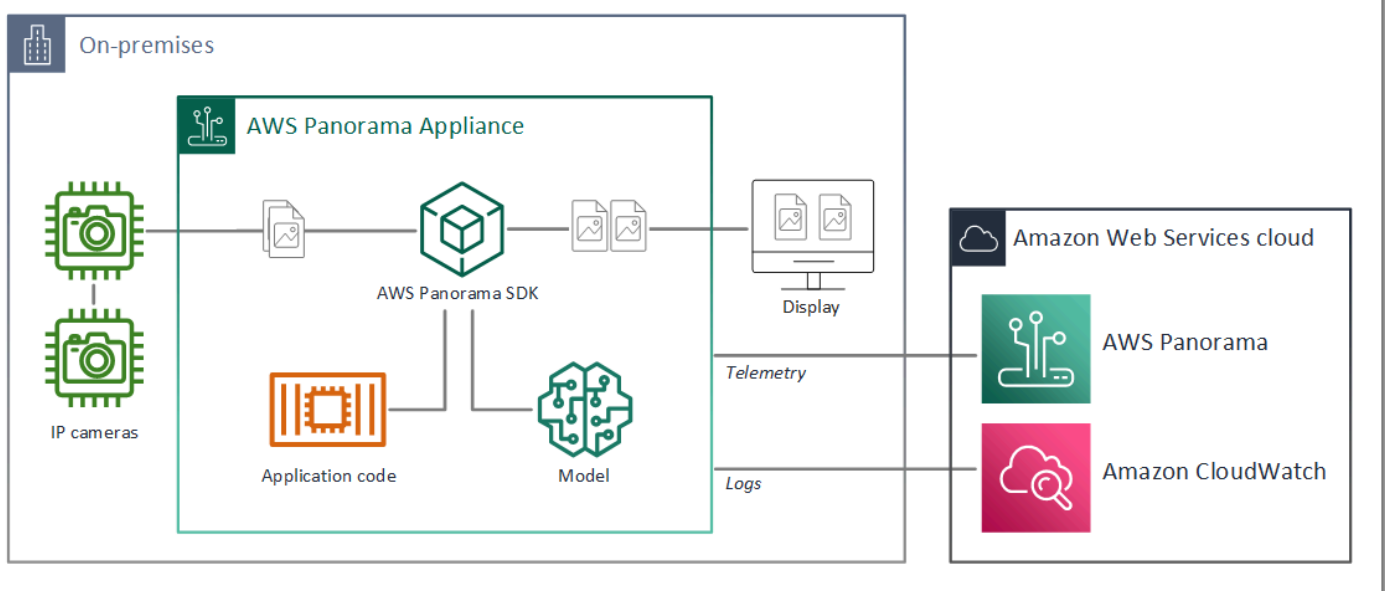 On-premises
AWS Panorama Appliance
AWS Panorama SDK
Display
Amazon Web Services cloud
AWS Panorama
Telemetry
IP cameras
Application code
Model
Logs
Amazon CloudWatch